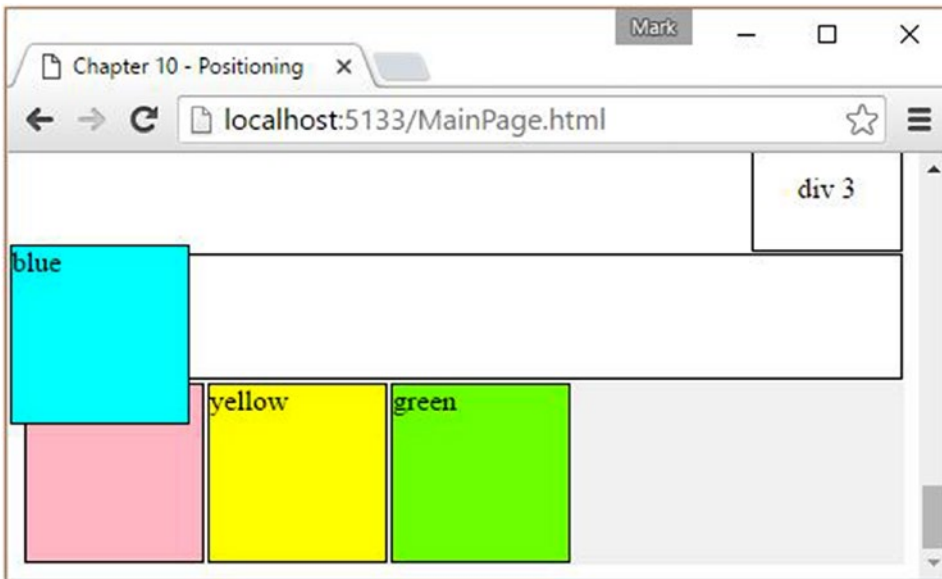 Mark
Chapter 10 - Positioning
localhost:5133/MainPage.html
div 3
blue
yellow
green